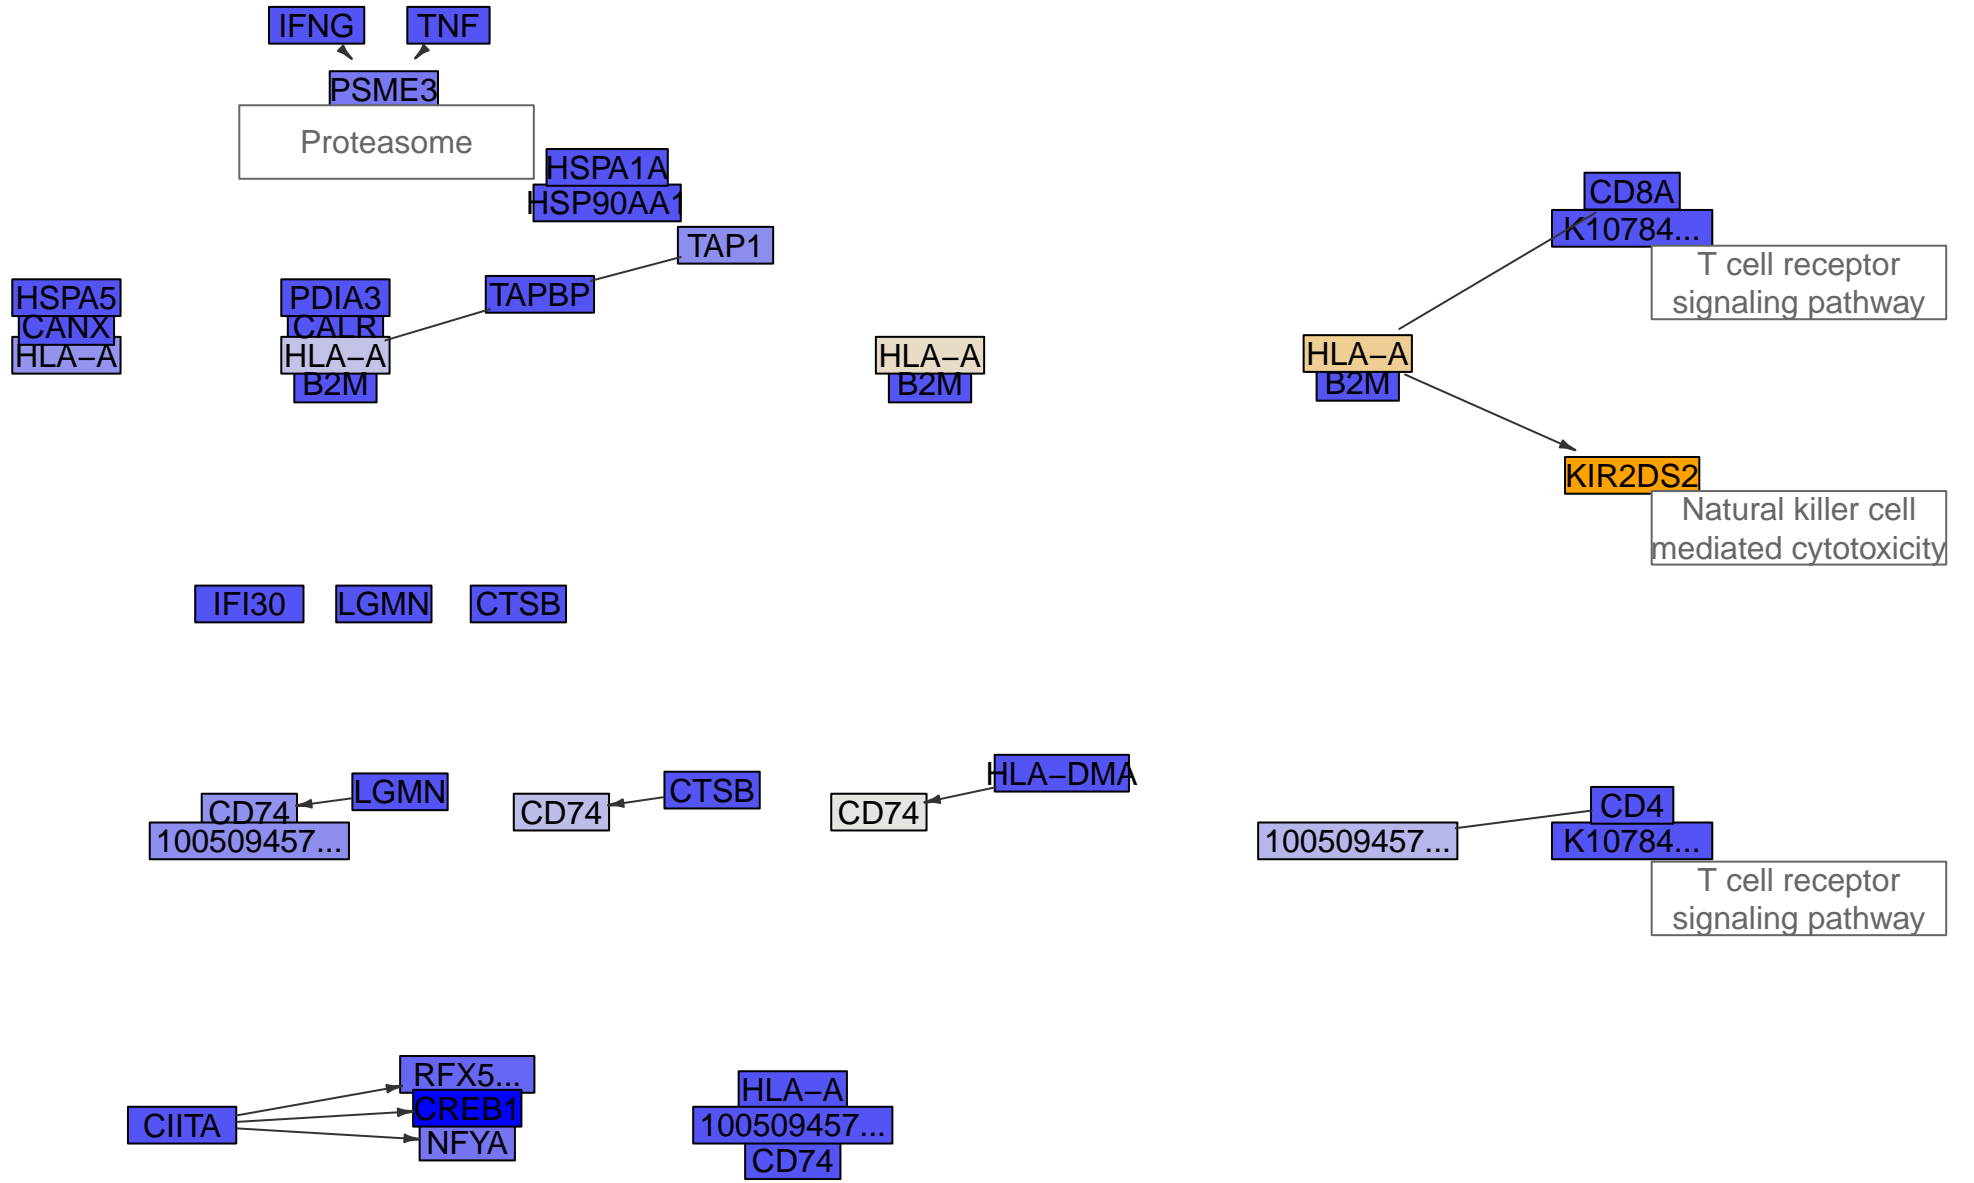 IFNG
TNF
PSME3
Proteasome
HSPA1A
HSP90AA1
TAP1
TAPBP
CD8A
K10784...
T cell receptor
signaling pathway
HSPA5
CANX
HLA−A
PDIA3
CALR
HLA−A
B2M
HLA−A
B2M
HLA−A
B2M
KIR2DS2
Natural killer cell
mediated cytotoxicity
IFI30
LGMN
CTSB
LGMN
CD74
100509457...
CTSB
CD74
HLA−DMA
CD74
CD4
100509457...
K10784...
T cell receptor
signaling pathway
CIITA
RFX5...
CREB1
NFYA
HLA−A
100509457...
CD74